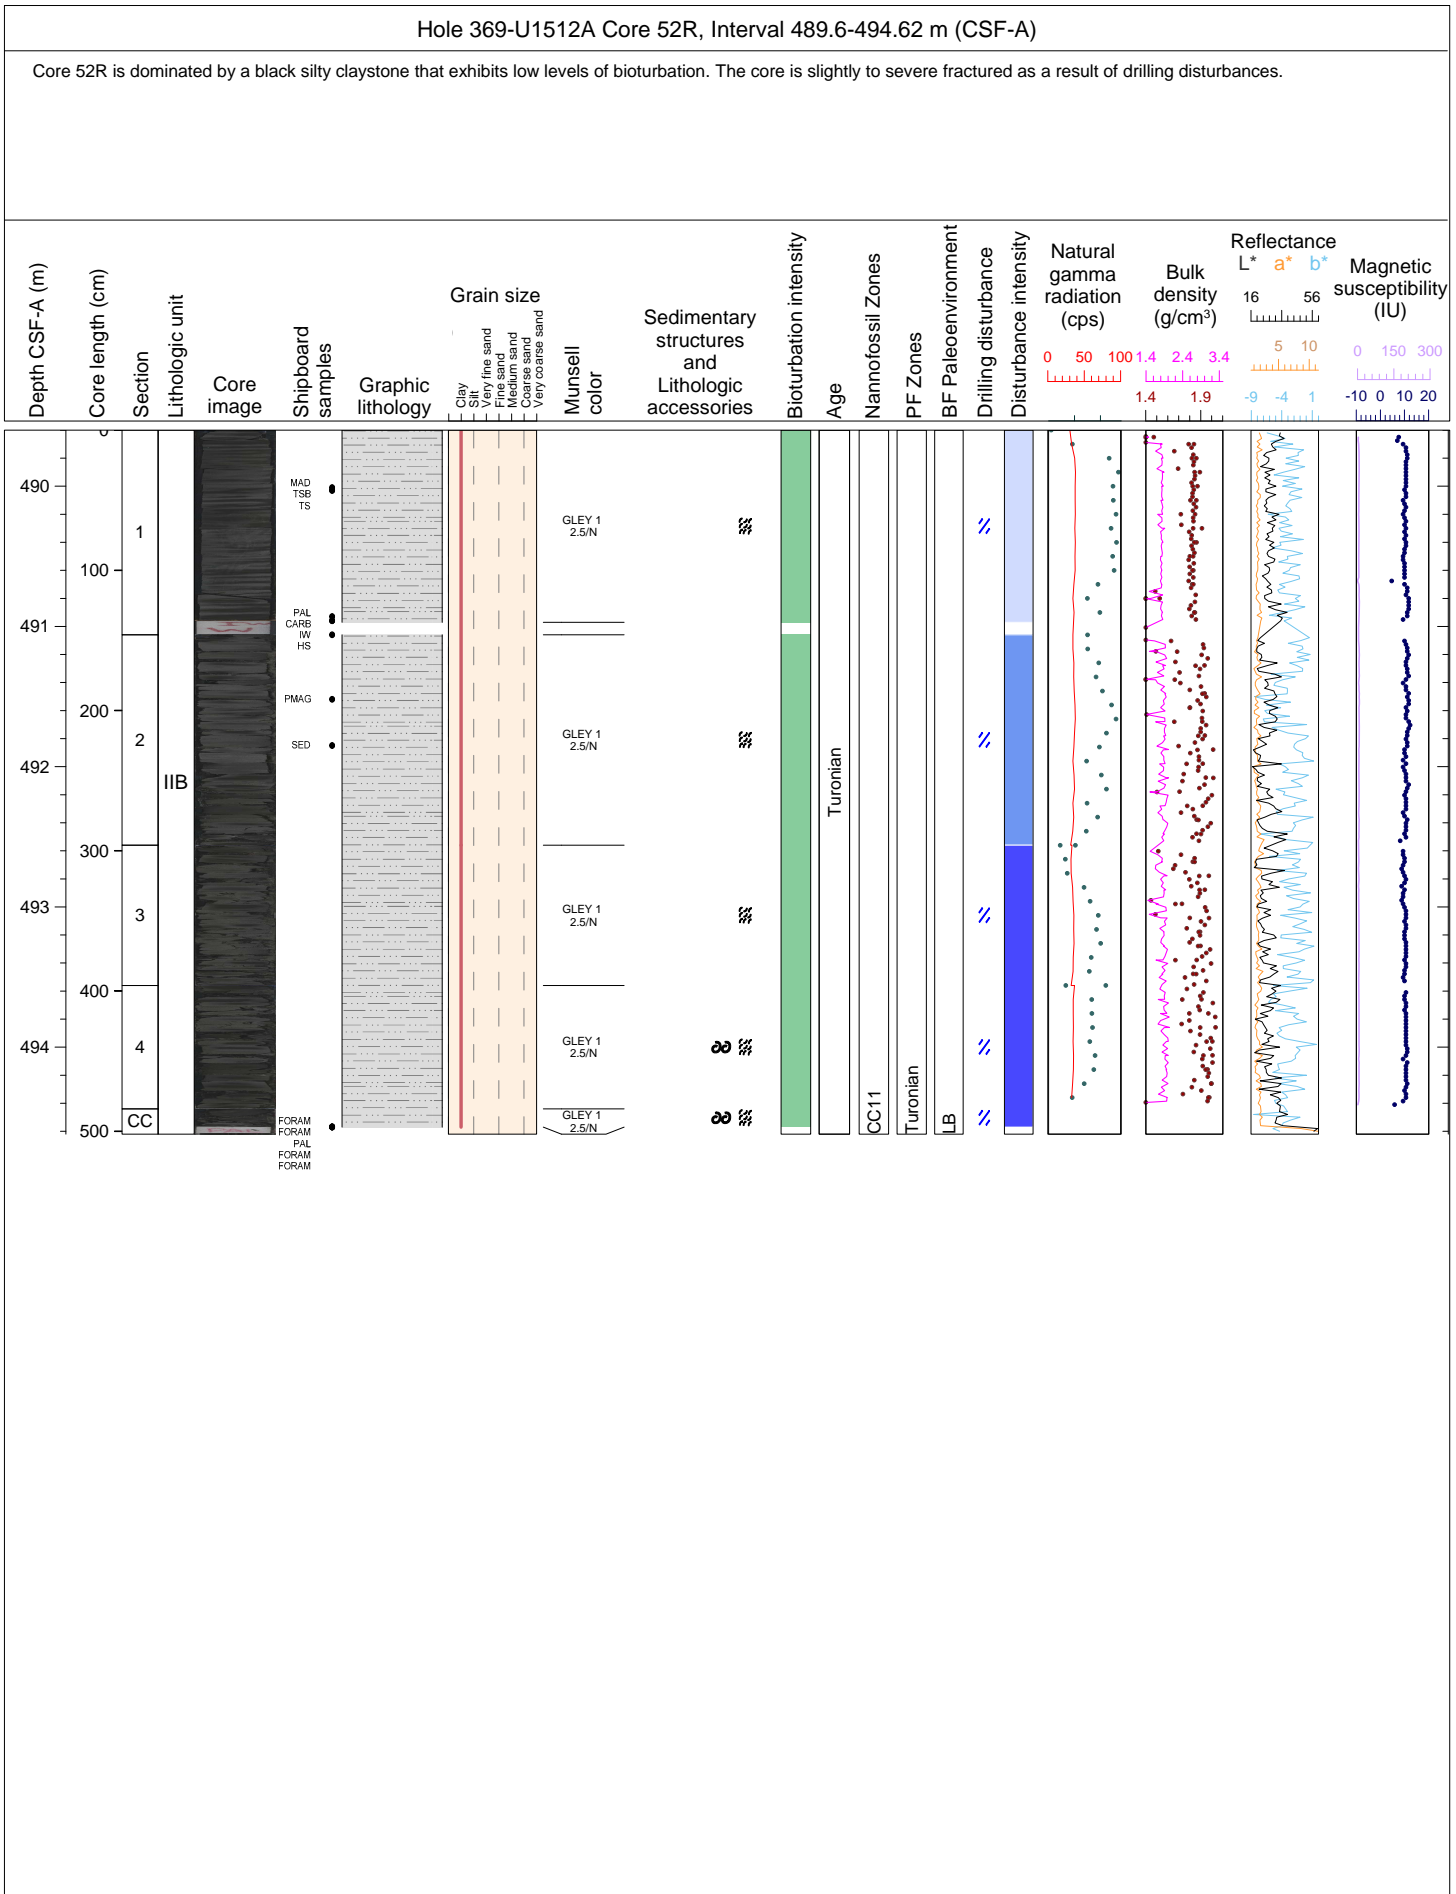 Hole 369-U1512A Core 52R, Interval 489.6-494.62 m (CSF-A)
Core 52R is dominated by a black silty claystone that exhibits low levels of bioturbation. The core is slightly to severe fractured as a result of drilling disturbances.
Depth CSF-A (m)
Core length (cm)
Section
Lithologic unit
Core
image
Shipboard
samples
Graphic
lithology
Grain size
Clay
Silt
Very fine sand
Fine sand
Medium sand
Coarse sand
Very coarse sand
Munsell
color
Sedimentary
structures
and
Lithologic
accessories
Bioturbation intensity
Age
Nannofossil Zones
PF Zones
BF Paleoenvironment
Drilling disturbance
Disturbance intensity
Natural
gamma
radiation
(cps)
0 50 100
Bulk
density
(g/cm³)
1.4 2.4 3.4
1.4 1.9
Reflectance
L* a* b*
16 56
5 10
-9 -4 1
Magnetic
susceptibility
(IU)
0 150 300
-10 0 10 20
0
490
100
491
200
492
300
493
400
494
500
1
2
3
4
CC
IIB
MAD
TSB
TS
PAL
CARB
IW
HS
PMAG
SED
FORAM
FORAM
PAL
FORAM
FORAM
GLEY 1
2.5/N
GLEY 1
2.5/N
GLEY 1
2.5/N
GLEY 1
2.5/N
GLEY 1
2.5/N
Turonian
CC11
Turonian
LB